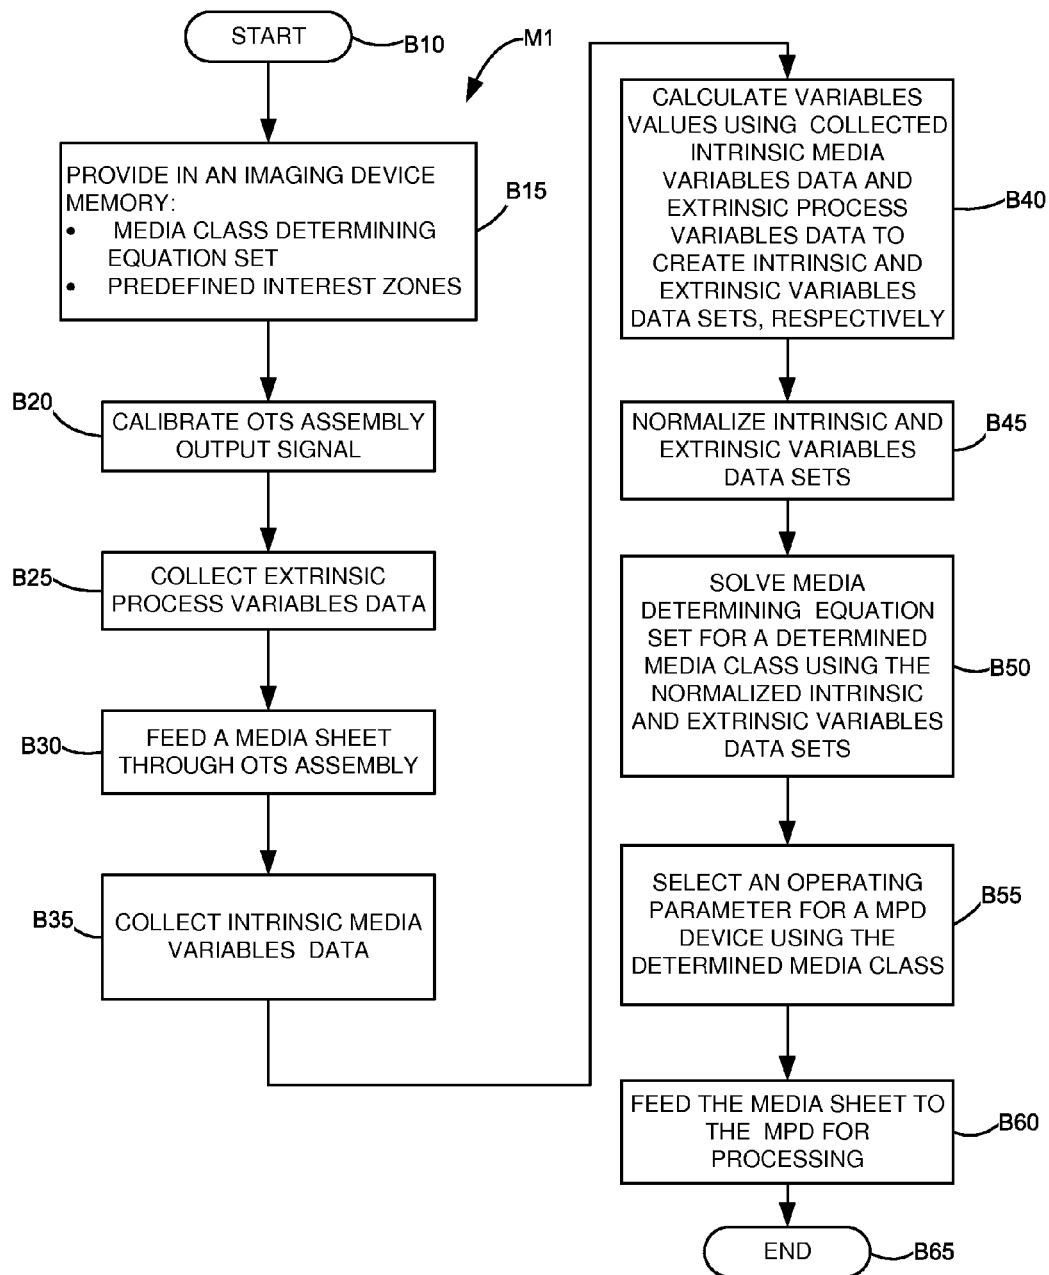 START
B10
M1
PROVIDE IN AN IMAGING DEVICE
MEMORY:
• MEDIA CLASS DETERMINING
EQUATION SET
• PREDEFINED INTEREST ZONES
B15
B20
CALIBRATE OTS ASSEMBLY
OUTPUT SIGNAL
B25
COLLECT EXTRINSIC
PROCESS VARIABLES DATA
B30
FEED A MEDIA SHEET
THROUGH OTS ASSEMBLY
B35
COLLECT INTRINSIC MEDIA
VARIABLES DATA
CALCULATE VARIABLES
VALUES USING COLLECTED
INTRINSIC MEDIA
VARIABLES DATA AND
EXTRINSIC PROCESS
VARIABLES DATA TO
CREATE INTRINSIC AND
EXTRINSIC VARIABLES
DATA SETS, RESPECTIVELY
B40
NORMALIZE INTRINSIC AND
EXTRINSIC VARIABLES
DATA SETS
B45
SOLVE MEDIA
DETERMINING EQUATION
SET FOR A DETERMINED
MEDIA CLASS USING THE
NORMALIZED INTRINSIC
AND EXTRINSIC VARIABLES
DATA SETS
B50
SELECT AN OPERATING
PARAMETER FOR A MPD
DEVICE USING THE
DETERMINED MEDIA CLASS
B55
FEED THE MEDIA SHEET TO
THE MPD FOR
PROCESSING
B60
END
B65